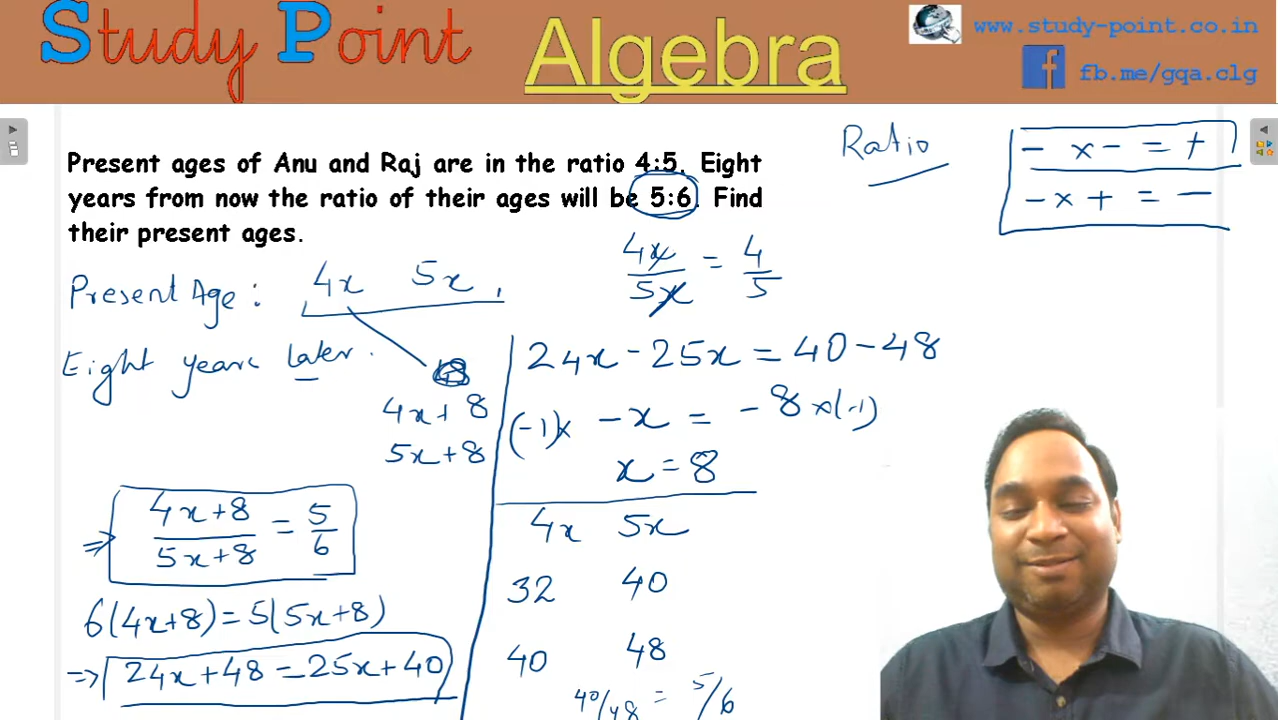 Study Point
Algebra
www.study-point.co.in
fb.me/gqa.clg
Present ages of Anu and Raj are in the ratio 4:5. Eight
years from now the ratio of their ages will be 5:6. Find
their present ages.
Ratio
- x - = +
- x + = -
4x/5x = 4/5
Present Age : 4x 5x,
Eight years later.
4x+8
5x+8
⇒ (4x+8)/(5x+8) = 5/6
6(4x+8)=5(5x+8)
⇒ 24x+48=25x+40
24x-25x=40-48
(-1)x -x = -8 x(-1)
x=8
4x 5x
32 40
40 48
40/48 = 5/6